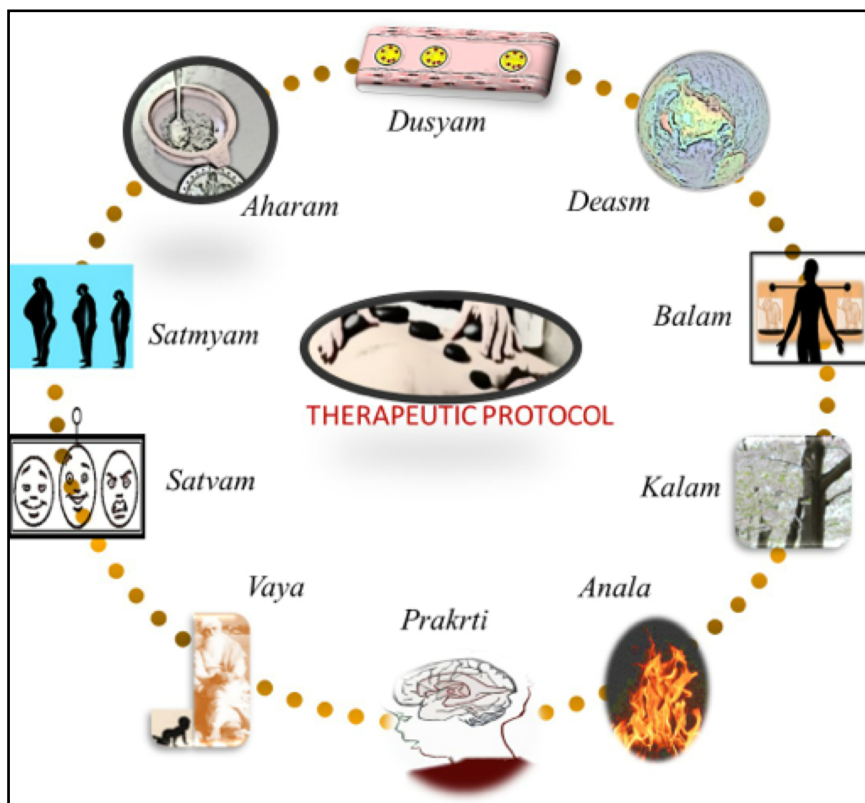 Dusyam
Aharam
Deasm
Satmyam
Balam
THERAPEUTIC PROTOCOL
Satvam
Kalam
Vaya
Prakrti
Anala